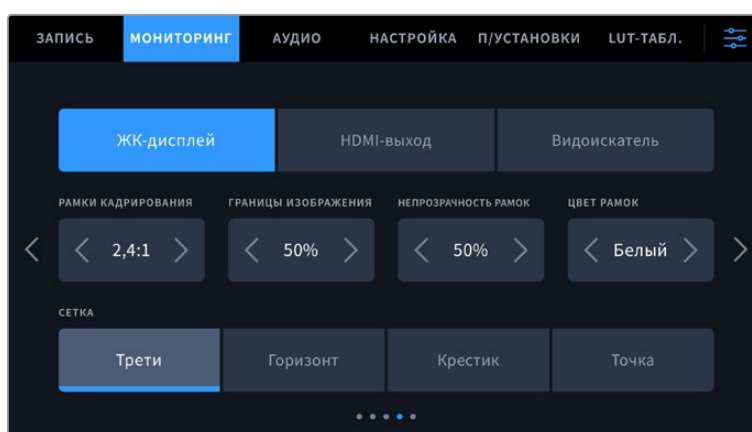 ЗАПИСЬ МОНИТОРИНГ АУДИО НАСТРОЙКА П/УСТАНОВКИ LUT-ТАБЛ.
ЖК-дисплей HDMI-выход Видоискатель
РАМКИ КАДРИРОВАНИЯ ГРАНИЦЫ ИЗОБРАЖЕНИЯ НЕПРОЗРАЧНОСТЬ РАМОК ЦВЕТ РАМОК
2,4:1 50% 50% Белый
СЕТКА
Трети Горизонт Крестик Точка